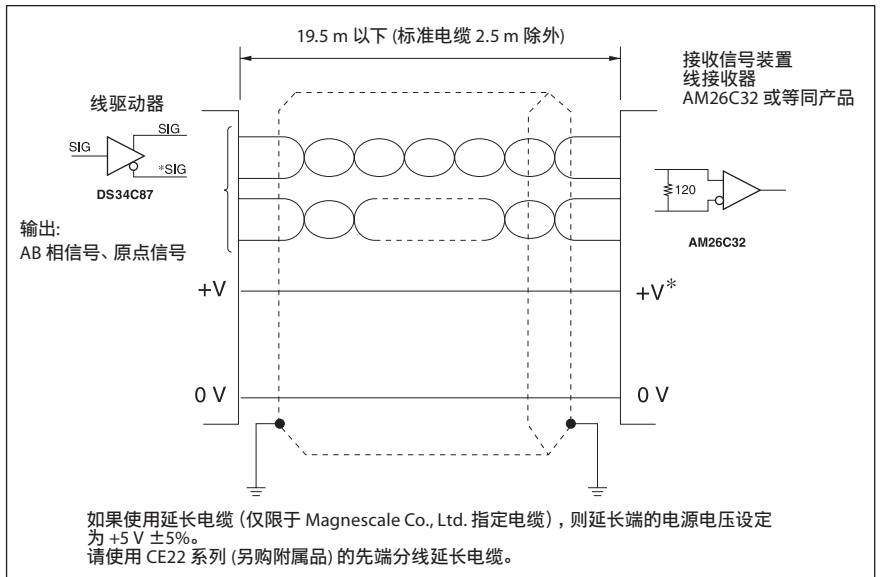 19.5 m 以下 (标准电缆 2.5 m 除外)
接收信号装置
线接收器
AM26C32 或等同产品
线驱动器
SIG
SIG
*SIG
DS34C87
120
AM26C32
输出:
AB 相信号、原点信号
+V
+V*
0 V
0 V
如果使用延长电缆 (仅限于 Magnescale Co., Ltd. 指定电缆) , 则延长端的电源电压设定
为 +5 V ±5%。
请使用 CE22 系列 (另购附属品) 的先端分线延长电缆。